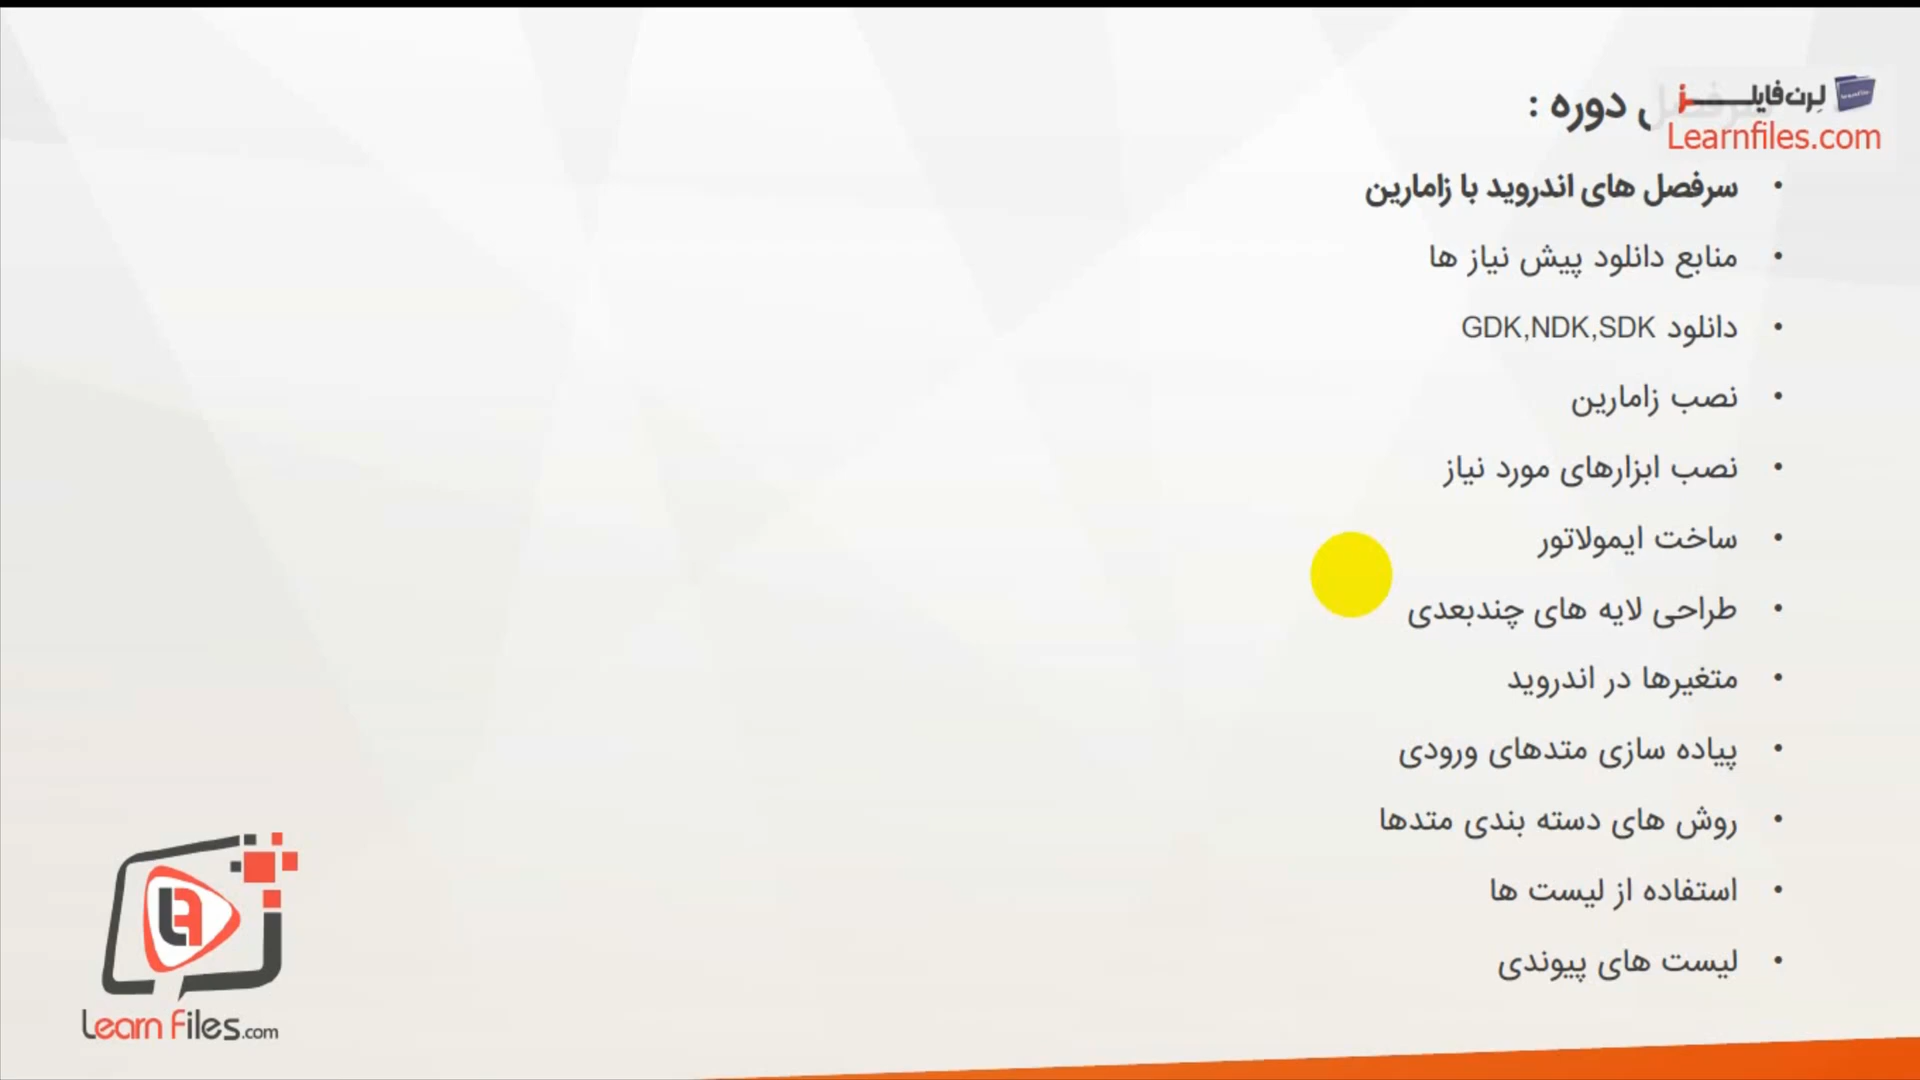 لرن فایلز
Learnfiles.com
دوره :
• سرفصل های اندروید با زامارین
• منابع دانلود پیش نیاز ها
• دانلود GDK,NDK,SDK
• نصب زامارین
• نصب ابزارهای مورد نیاز
• ساخت ایمولاتور
• طراحی لایه های چندبعدی
• متغیرها در اندروید
• پیاده سازی متدهای ورودی
• روش های دسته بندی متدها
• استفاده از لیست ها
• لیست های پیوندی
Learn Files.com